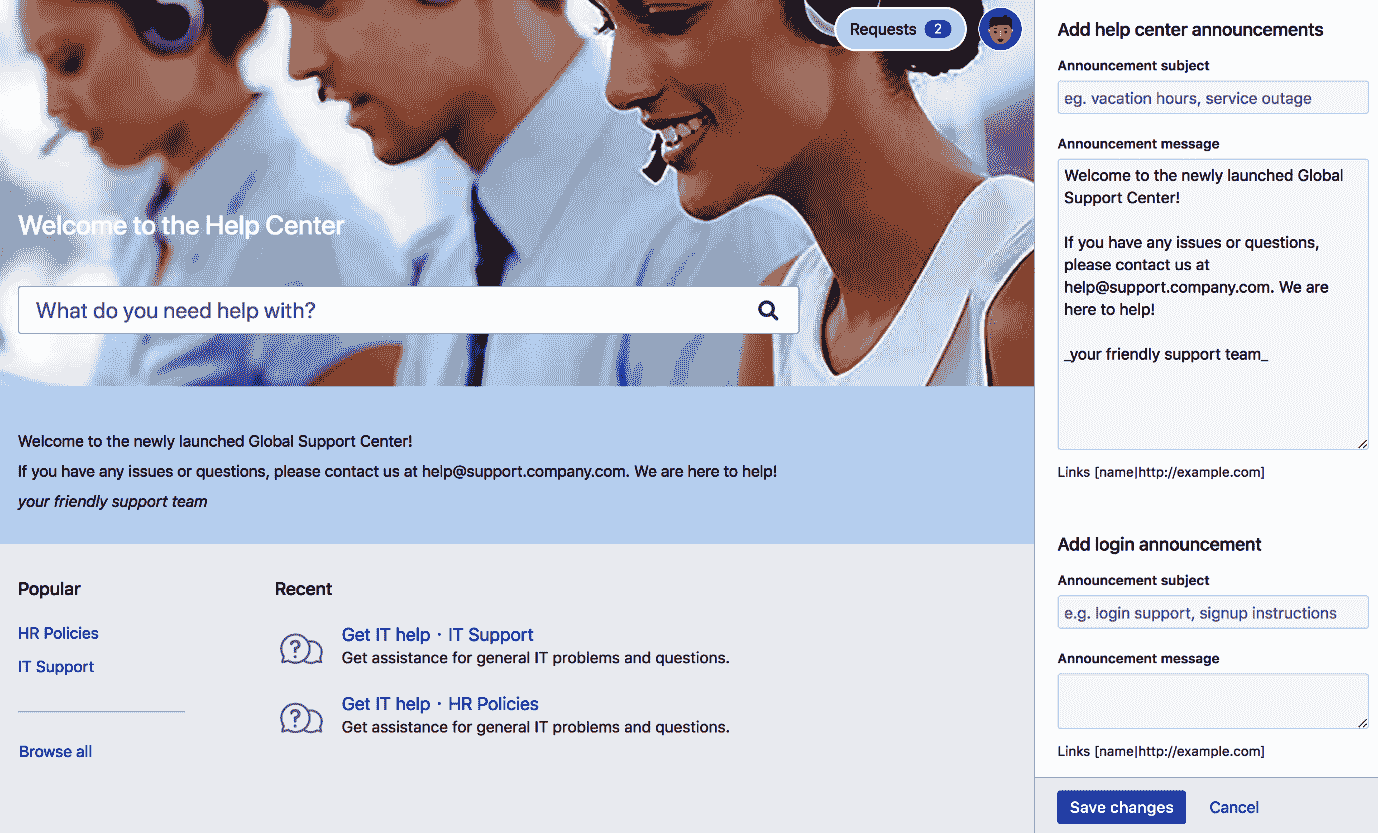 Requests 2
Welcome to the Help Center
What do you need help with?
Welcome to the newly launched Global Support Center!
If you have any issues or questions, please contact us at help@support.company.com. We are here to help!
your friendly support team
Popular
HR Policies
IT Support
Browse all
Recent
Get IT help · IT Support
Get assistance for general IT problems and questions.
Get IT help · HR Policies
Get assistance for general IT problems and questions.
Add help center announcements
Announcement subject
eg. vacation hours, service outage
Announcement message
Welcome to the newly launched Global
Support Center!
If you have any issues or questions,
please contact us at
help@support.company.com. We are
here to help!
_your friendly support team_
Links [name|http://example.com]
Add login announcement
Announcement subject
e.g. login support, signup instructions
Announcement message
Links [name|http://example.com]
Save changes
Cancel